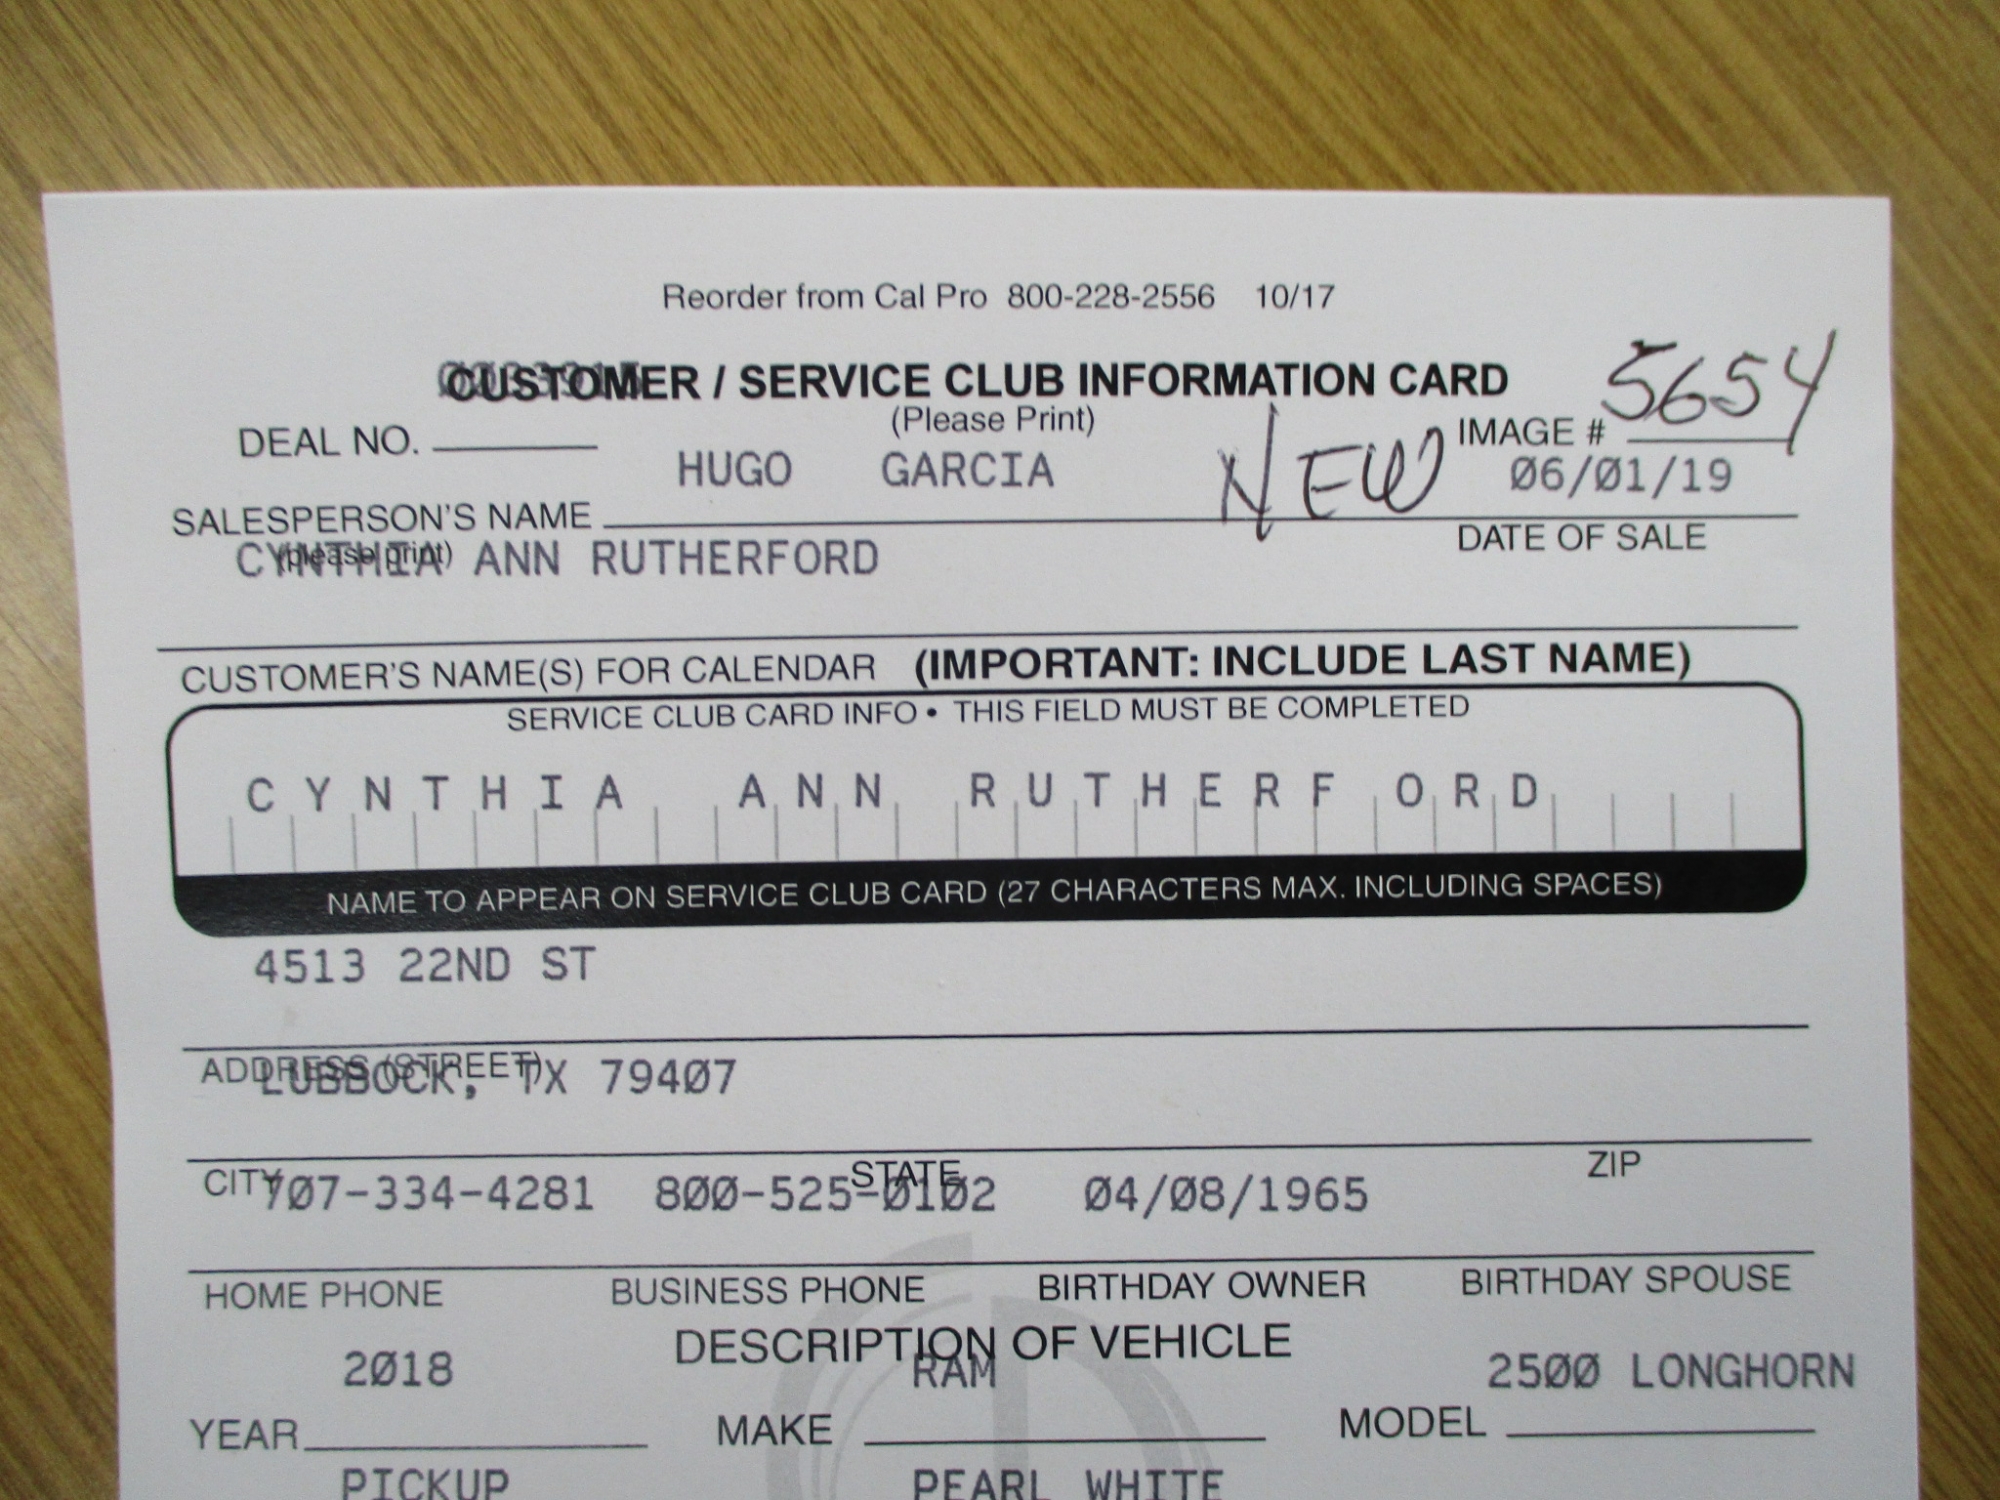 Reorder from Cal Pro 800-228-2556 10/17
CUSTOMER / SERVICE CLUB INFORMATION CARD
(Please Print)
DEAL NO.
IMAGE # 5654
HUGO GARCIA NEW 06/01/19
SALESPERSON'S NAME
DATE OF SALE
(please print)
CYNTHIA ANN RUTHERFORD
CUSTOMER'S NAME(S) FOR CALENDAR (IMPORTANT: INCLUDE LAST NAME)
SERVICE CLUB CARD INFO • THIS FIELD MUST BE COMPLETED
CYNTHIA ANN RUTHERFORD
NAME TO APPEAR ON SERVICE CLUB CARD (27 CHARACTERS MAX. INCLUDING SPACES)
4513 22ND ST
ADDRESS (STREET)
LUBBOCK, TX 79407
CITY STATE ZIP
707-334-4281 800-525-0102 04/08/1965
HOME PHONE BUSINESS PHONE BIRTHDAY OWNER BIRTHDAY SPOUSE
DESCRIPTION OF VEHICLE
2018 RAM 2500 LONGHORN
YEAR MAKE MODEL
PICKUP PEARL WHITE